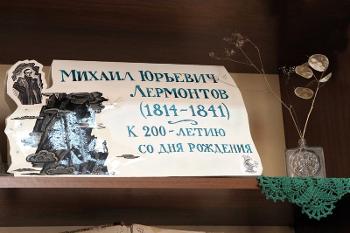 МИХАИЛ ЮРЬЕВИЧ
ЛЕРМОНТОВ
(1814-1841)
К 200-ЛЕТИЮ
СО ДНЯ РОЖДЕНИЯ